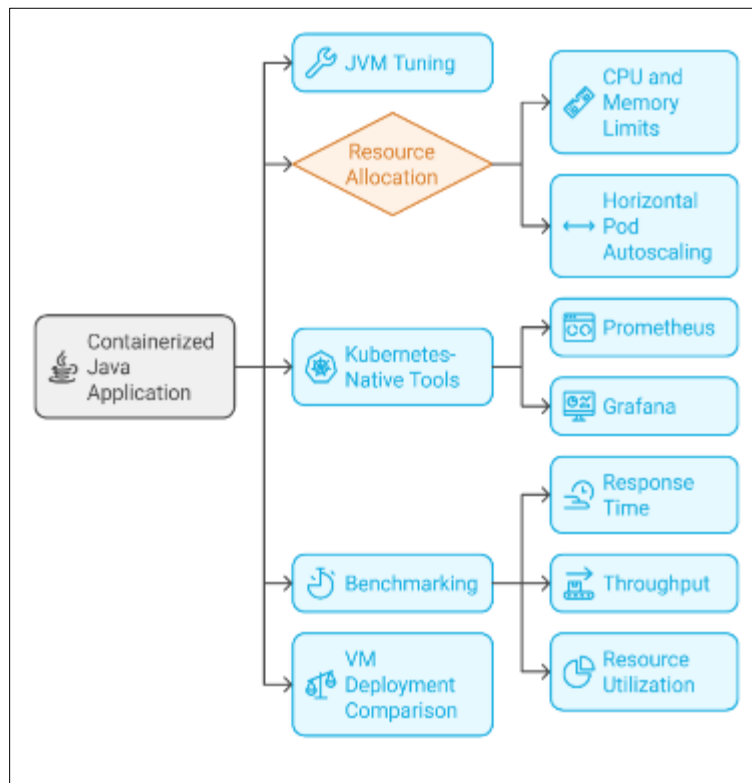 JVM Tuning
CPU and
Memory
Limits
Resource
Allocation
Horizontal
Pod
Autoscaling
Containerized
Java
Application
Kubernetes-
Native Tools
Prometheus
Grafana
Response
Time
Benchmarking
Throughput
VM
Deployment
Comparison
Resource
Utilization